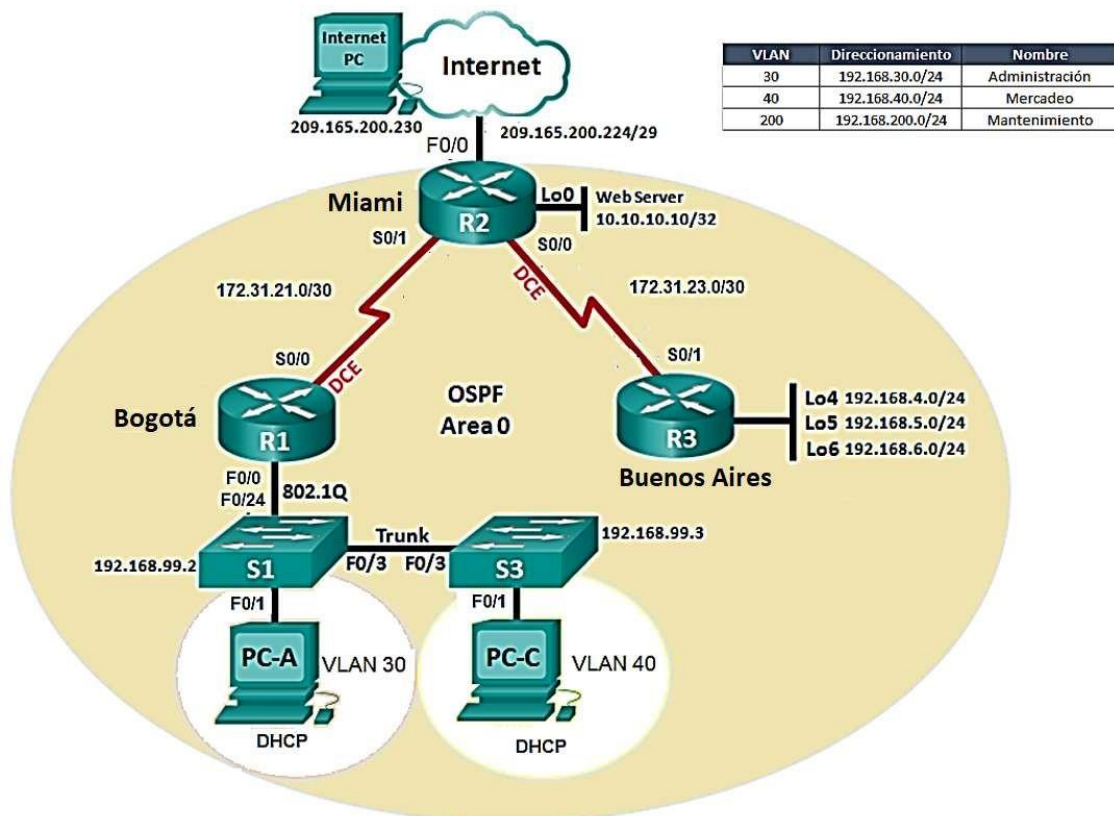 Internet
PC
Internet
209.165.200.230
209.165.200.224/29
F0/0
VLAN Direccionamiento Nombre
30 192.168.30.0/24 Administración
40 192.168.40.0/24 Mercadeo
200 192.168.200.0/24 Mantenimiento
Miami
R2
Lo0
Web Server
10.10.10.10/32
S0/1
S0/0
DCE
172.31.21.0/30
172.31.23.0/30
S0/0
DCE
S0/1
Bogotá
R1
OSPF
Area 0
R3
Buenos Aires
Lo4 192.168.4.0/24
Lo5 192.168.5.0/24
Lo6 192.168.6.0/24
F0/0
F0/24
802.1Q
192.168.99.2
S1
Trunk
F0/3 F0/3
S3
192.168.99.3
F0/1
F0/1
PC-A
VLAN 30
DHCP
PC-C
VLAN 40
DHCP